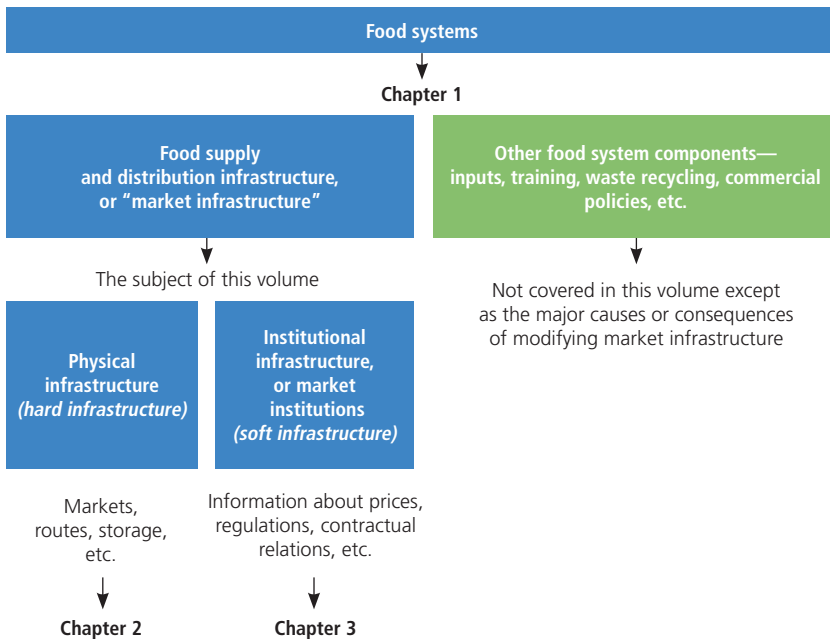 Food systems
Chapter 1
Food supply
and distribution infrastructure,
or “market infrastructure”
Other food system components—
inputs, training, waste recycling, commercial
policies, etc.
The subject of this volume
Not covered in this volume except
as the major causes or consequences
of modifying market infrastructure
Physical
infrastructure
(hard infrastructure)
Institutional
infrastructure,
or market
institutions
(soft infrastructure)
Markets,
routes, storage,
etc.
Information about prices,
regulations, contractual
relations, etc.
Chapter 2
Chapter 3